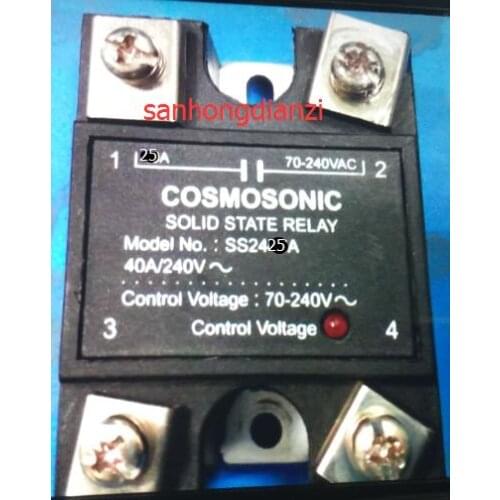 sanhongdianzi
1 25A 70-240VAC 2
COSMOSONIC
SOLID STATE RELAY
Model No. : SS2425A
40A/240V ~
Control Voltage : 70-240V ~
3 Control Voltage 4